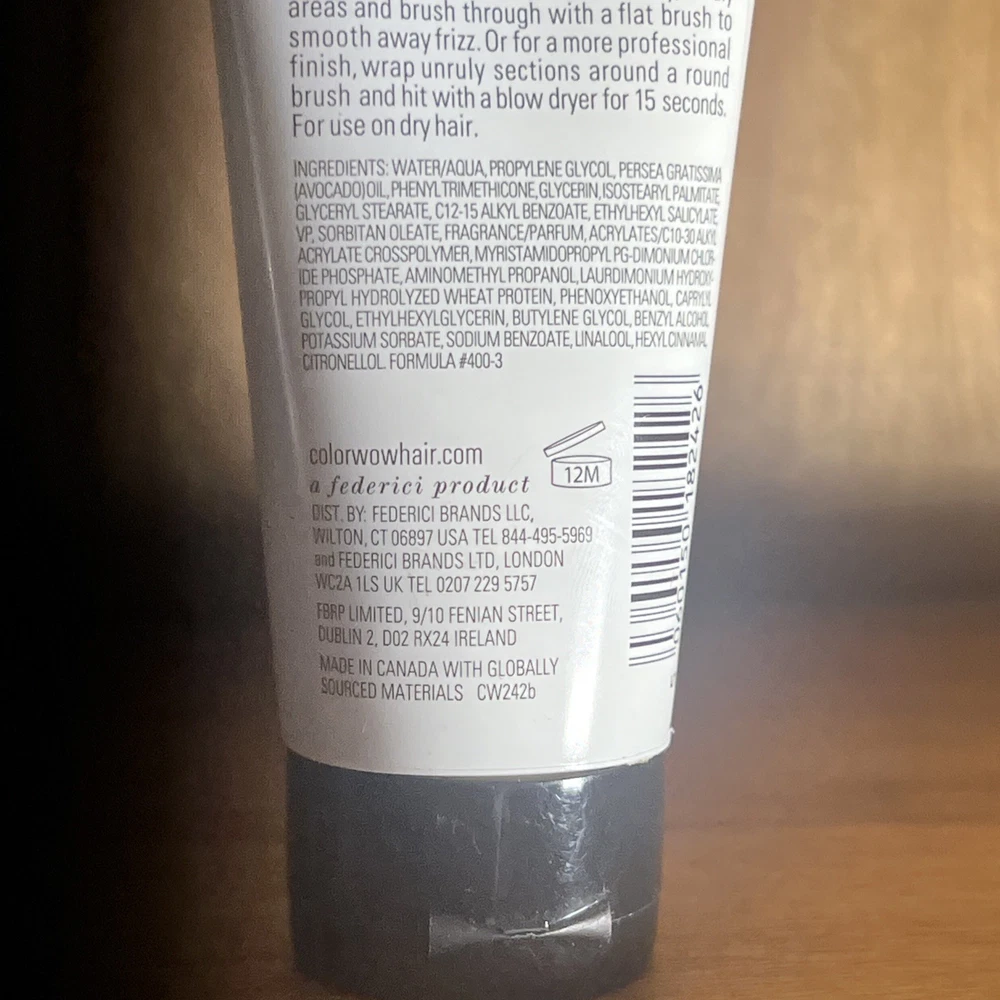 areas and brush through with a flat brush to
smooth away frizz. Or for a more professional
finish, wrap unruly sections around a round
brush and hit with a blow dryer for 15 seconds.
For use on dry hair.
INGREDIENTS: WATER/AQUA, PROPYLENE GLYCOL, PERSEA GRATISSIMA
(AVOCADO) OIL, PHENYL TRIMETHICONE, GLYCERIN, ISOSTEARYL PALMITATE,
GLYCERYL STEARATE, C12-15 ALKYL BENZOATE, ETHYLHEXYL SALICYLATE,
VP, SORBITAN OLEATE, FRAGRANCE/PARFUM, ACRYLATES/C10-30 ALKYL
ACRYLATE CROSSPOLYMER, MYRISTAMIDOPROPYL PG-DIMONIUM CHLOR-
IDE PHOSPHATE, AMINOMETHYL PROPANOL, LAURDIMONIUM HYDROXY-
PROPYL HYDROLYZED WHEAT PROTEIN, PHENOXYETHANOL, CAPRYLYL
GLYCOL, ETHYLHEXYLGLYCERIN, BUTYLENE GLYCOL, BENZYL ALCOHOL,
POTASSIUM SORBATE, SODIUM BENZOATE, LINALOOL, HEXYL CINNAMAL,
CITRONELLOL. FORMULA #400-3
colorwowhair.com
12M
a federici product
DIST. BY: FEDERICI BRANDS LLC,
WILTON, CT 06897 USA TEL 844-495-5969
and FEDERICI BRANDS LTD, LONDON
WC2A 1LS UK TEL 0207 229 5757
FBRP LIMITED, 9/10 FENIAN STREET,
DUBLIN 2, D02 RX24 IRELAND
MADE IN CANADA WITH GLOBALLY
SOURCED MATERIALS CW242b